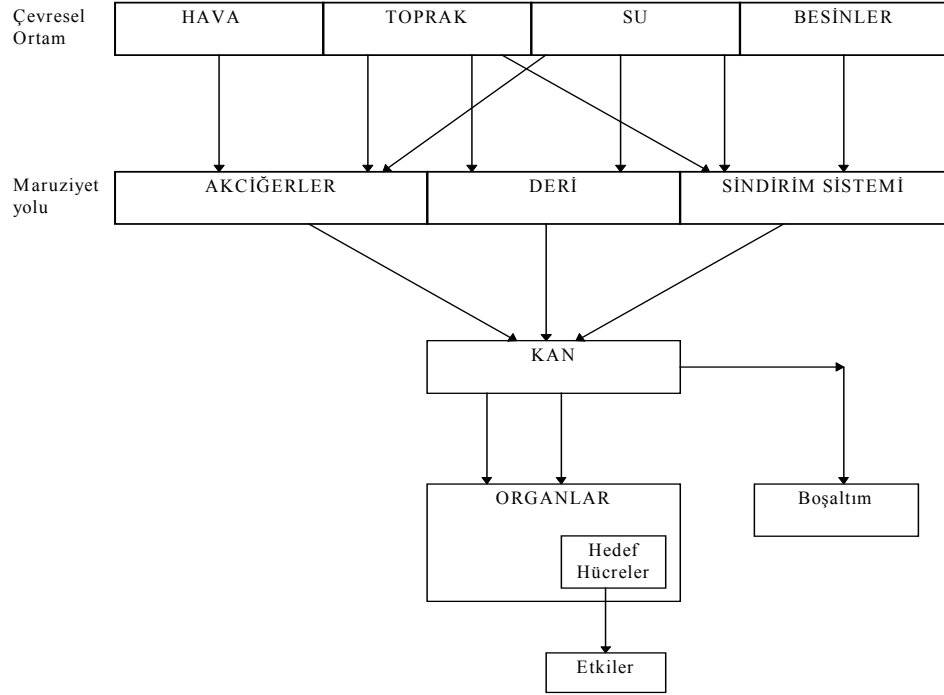 Çevresel
Ortam
HAVA
TOPRAK
SU
BESİNLER
Maruziyet
yolu
AKCİĞERLER
DERİ
SİNDİRİM SİSTEMİ
KAN
ORGANLAR
Boşaltım
Hedef
Hücreler
Etkiler